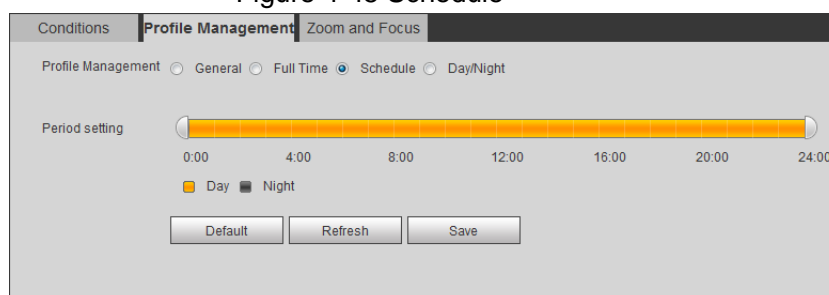 Conditions Profile Management Zoom and Focus
Profile Management General Full Time Schedule Day/Night
Period setting
0:00 4:00 8:00 12:00 16:00 20:00 24:00
Day Night
Default Refresh Save